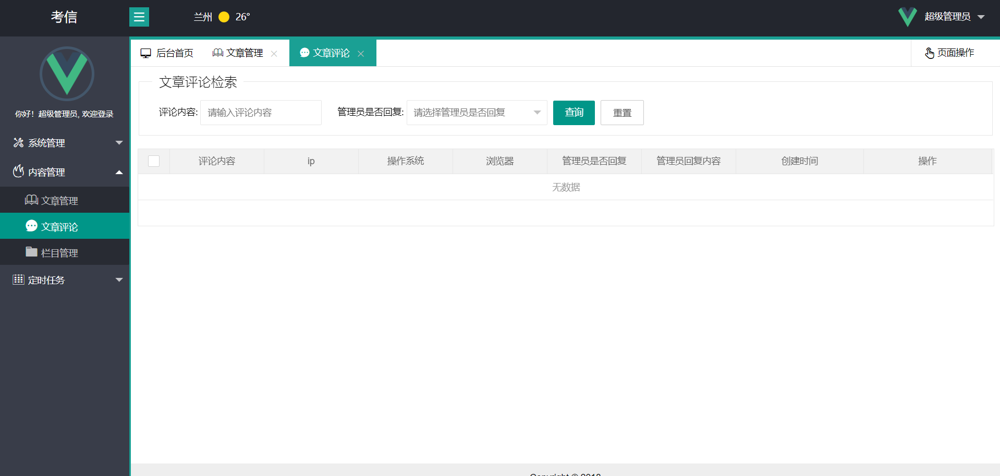 考信
兰州 26°
超级管理员
你好！超级管理员, 欢迎登录
系统管理
内容管理
文章管理
文章评论
栏目管理
定时任务
后台首页 文章管理 文章评论 页面操作
文章评论检索
评论内容: 请输入评论内容 管理员是否回复: 请选择管理员是否回复 查询 重置
评论内容 ip 操作系统 浏览器 管理员是否回复 管理员回复内容 创建时间 操作
无数据
Copyright © 2018